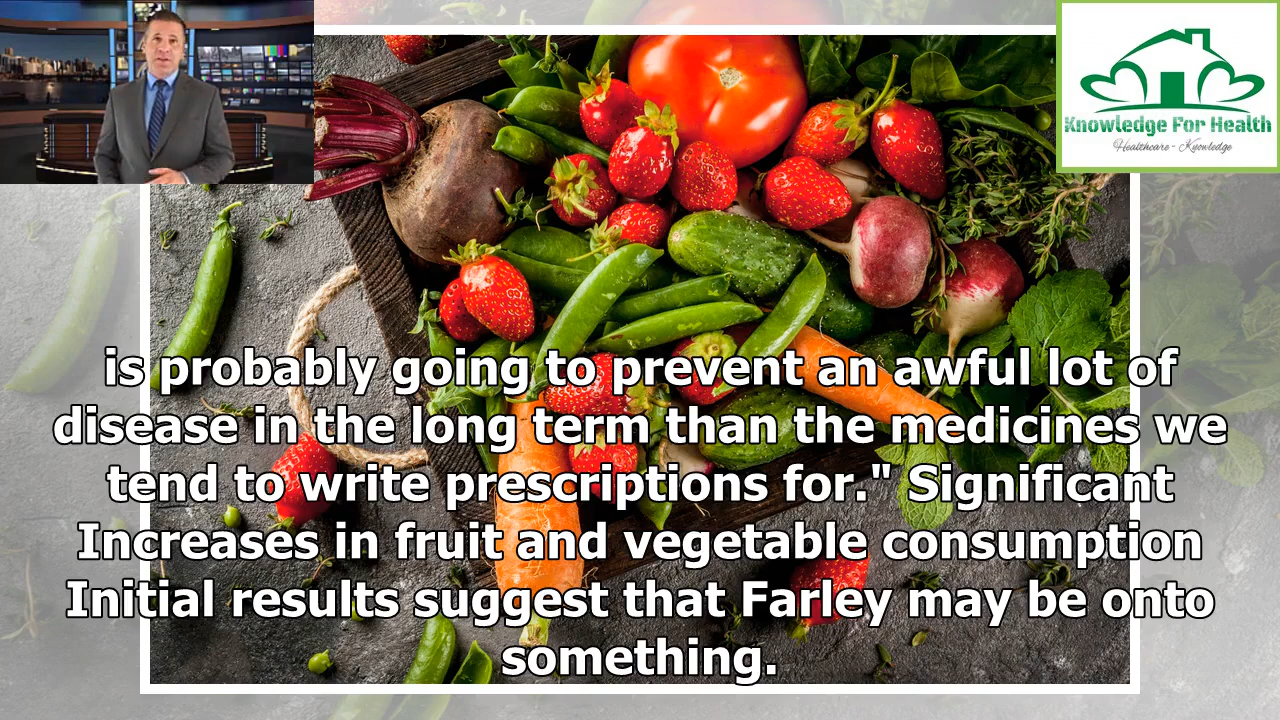 Knowledge For Health
Healthcare - Knowledge
is probably going to prevent an awful lot of
disease in the long term than the medicines we
tend to write prescriptions for." Significant
Increases in fruit and vegetable consumption
Initial results suggest that Farley may be onto
something.